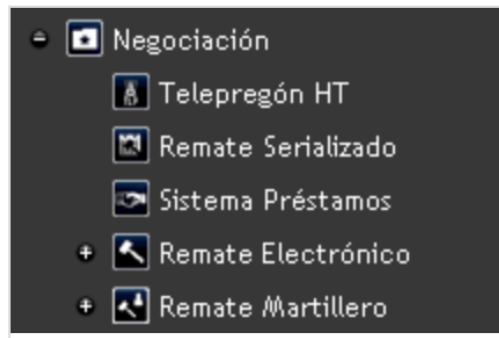 Negociación
Telepregón HT
Remate Serializado
Sistema Préstamos
Remate Electrónico
Remate Martillero